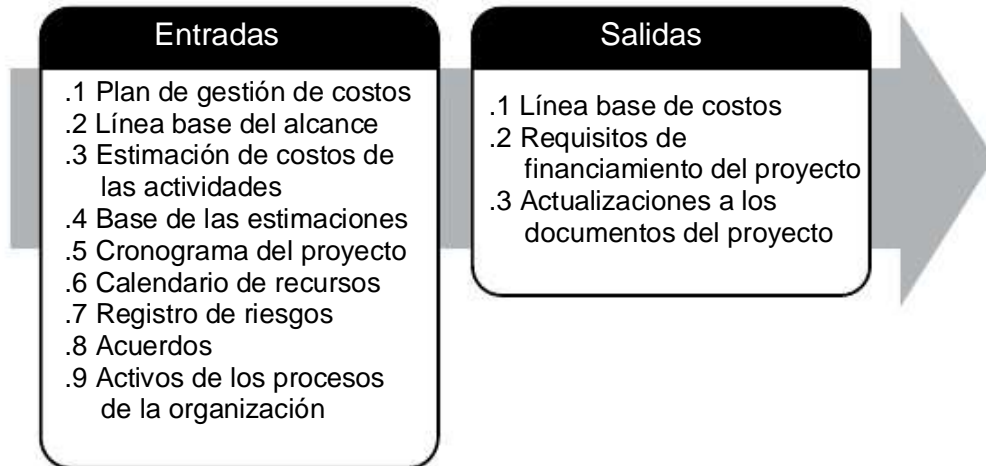 Entradas
.1 Plan de gestión de costos
.2 Línea base del alcance
.3 Estimación de costos de
las actividades
.4 Base de las estimaciones
.5 Cronograma del proyecto
.6 Calendario de recursos
.7 Registro de riesgos
.8 Acuerdos
.9 Activos de los procesos
de la organización
Salidas
.1 Línea base de costos
.2 Requisitos de
financiamiento del proyecto
.3 Actualizaciones a los
documentos del proyecto